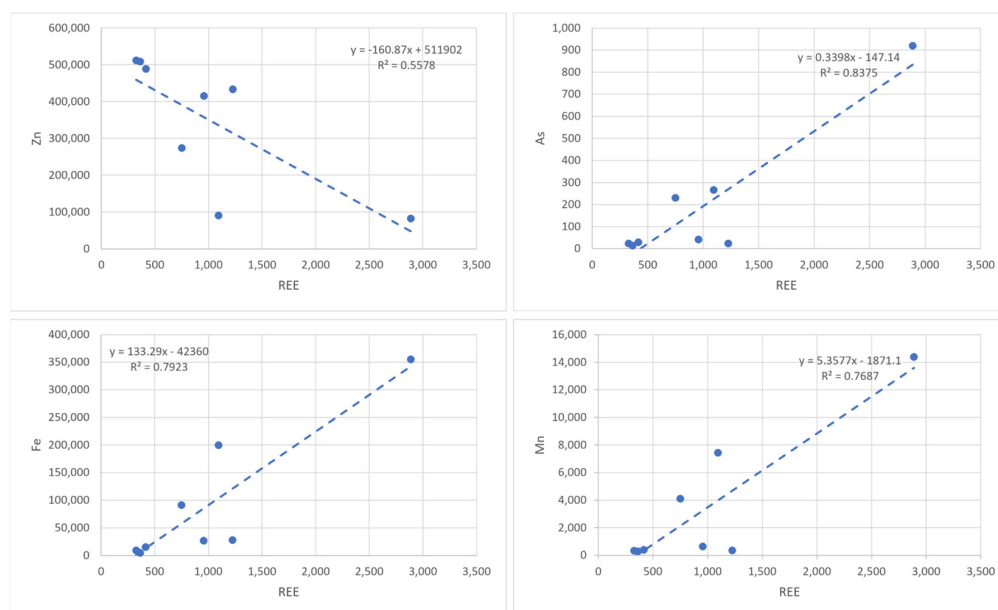 600,000
500,000
400,000
300,000
200,000
100,000
0
Zn
y = -160.87x + 511902
R² = 0.5578
0 500 1,000 1,500 2,000 2,500 3,000 3,500
REE
1,000
900
800
700
600
500
400
300
200
100
0
As
y = 0.3398x - 147.14
R² = 0.8375
0 500 1,000 1,500 2,000 2,500 3,000 3,500
REE
400,000
350,000
300,000
250,000
200,000
150,000
100,000
50,000
0
Fe
y = 133.29x - 42360
R² = 0.7923
0 500 1,000 1,500 2,000 2,500 3,000 3,500
REE
16,000
14,000
12,000
10,000
8,000
6,000
4,000
2,000
0
Mn
y = 5.3577x - 1871.1
R² = 0.7687
0 500 1,000 1,500 2,000 2,500 3,000 3,500
REE